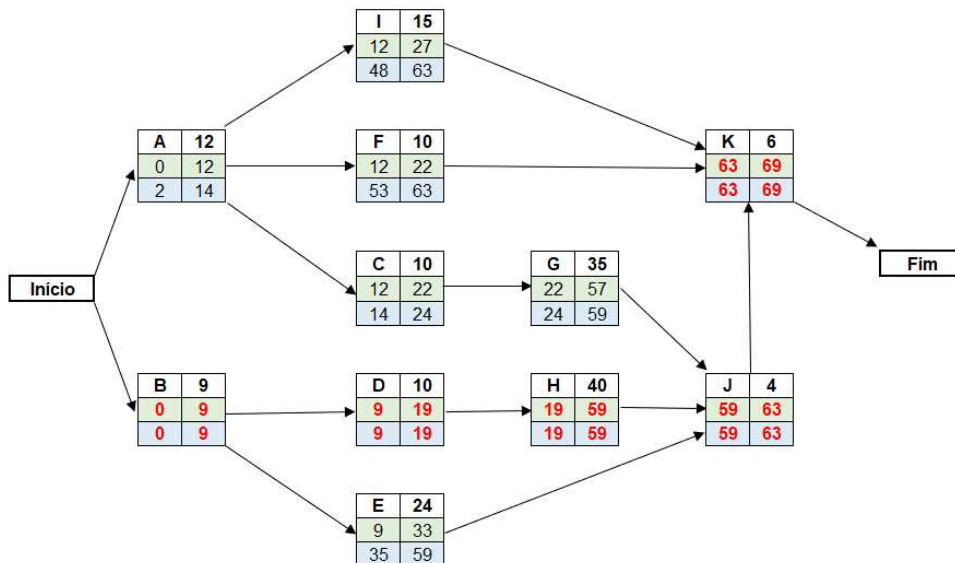 I 15
12 27
48 63
A 12
0 12
2 14
F 10
12 22
53 63
K 6
63 69
63 69
C 10
12 22
14 24
G 35
22 57
24 59
Início
Fim
B 9
0 9
0 9
D 10
9 19
9 19
H 40
19 59
19 59
J 4
59 63
59 63
E 24
9 33
35 59